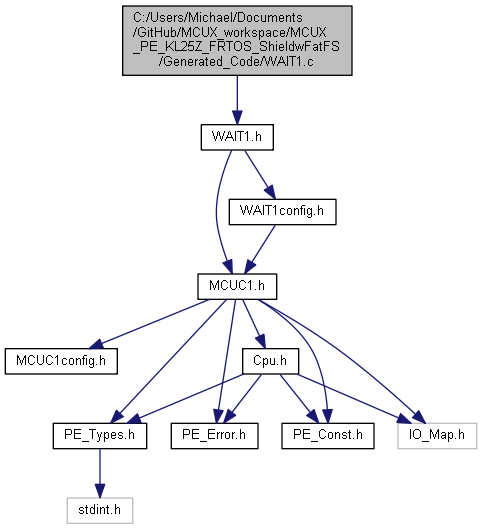 C:/Users/Michael/Documents
/GitHub/MCUX_workspace/MCUX
_PE_KL25Z_FRTOS_ShieldwFatFS
/Generated_Code/WAIT1.c
WAIT1.h
WAIT1config.h
MCUC1.h
MCUC1config.h
Cpu.h
PE_Types.h
PE_Error.h
PE_Const.h
IO_Map.h
stdint.h